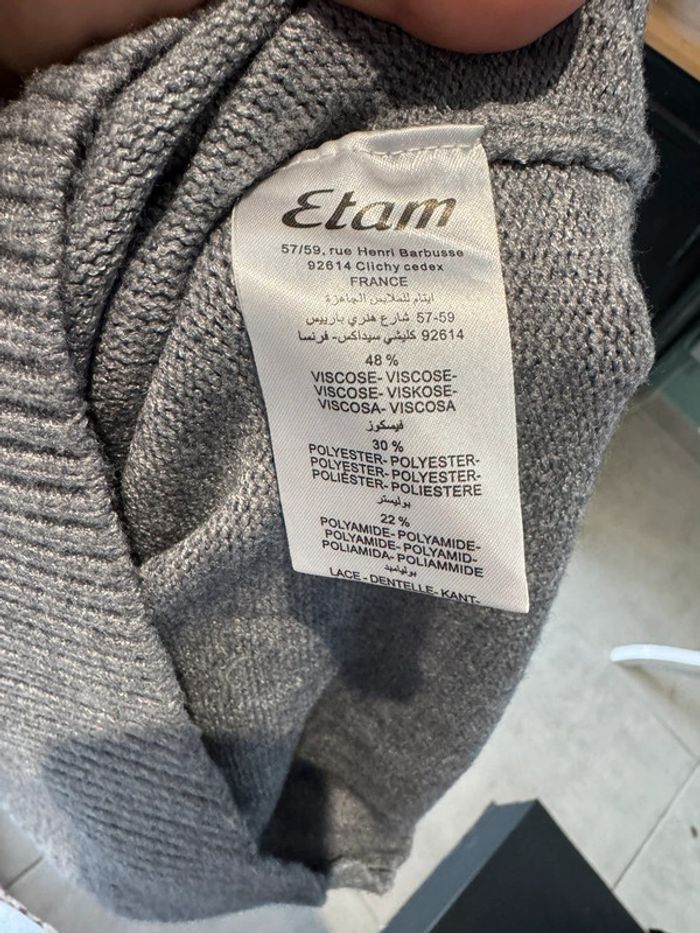 Etam
57/59, rue Henri Barbusse
92614 Clichy cedex
FRANCE
ايتام للملابس الجاهزة
57-59 شارع هنري باربيس
92614 كليشي سيداكس- فرنسا
48 %
VISCOSE- VISCOSE-
VISCOSE- VISKOSE-
VISCOSA- VISCOSA
فيسكوز
30 %
POLYESTER- POLYESTER-
POLYESTER- POLYESTER-
POLIÉSTER- POLIESTERE
بوليستر
22 %
POLYAMIDE- POLYAMIDE-
POLYAMIDE- POLYAMID-
POLIAMIDA- POLIAMMIDE
بولياميد
LACE - DENTELLE- KANT-